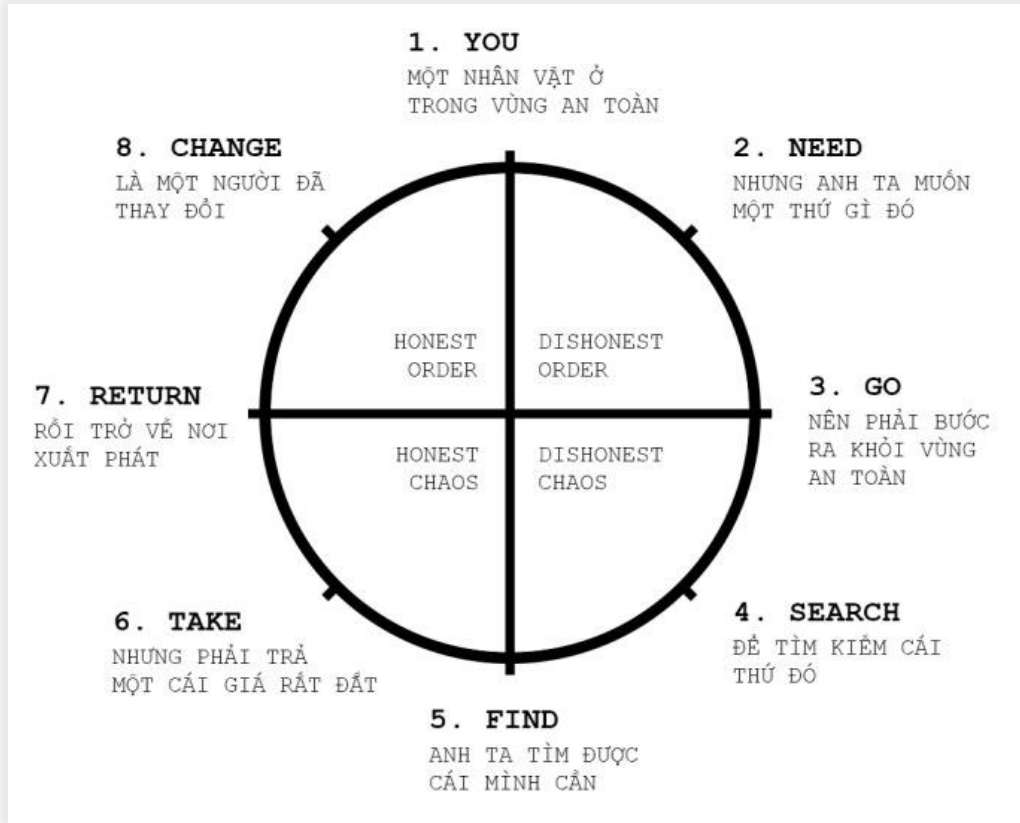 1. YOU
MỘT NHÂN VẬT Ở
TRONG VÙNG AN TOÀN
2. NEED
NHƯNG ANH TA MUỐN
MỘT THỨ GÌ ĐÓ
3. GO
NÊN PHẢI BƯỚC
RA KHỎI VÙNG
AN TOÀN
4. SEARCH
ĐỂ TÌM KIẾM CÁI
THỨ ĐÓ
5. FIND
ANH TA TÌM ĐƯỢC
CÁI MÌNH CẦN
6. TAKE
NHƯNG PHẢI TRẢ
MỘT CÁI GIÁ RẤT ĐẮT
7. RETURN
RỒI TRỞ VỀ NƠI
XUẤT PHÁT
8. CHANGE
LÀ MỘT NGƯỜI ĐÃ
THAY ĐỔI
HONEST
ORDER
DISHONEST
ORDER
HONEST
CHAOS
DISHONEST
CHAOS